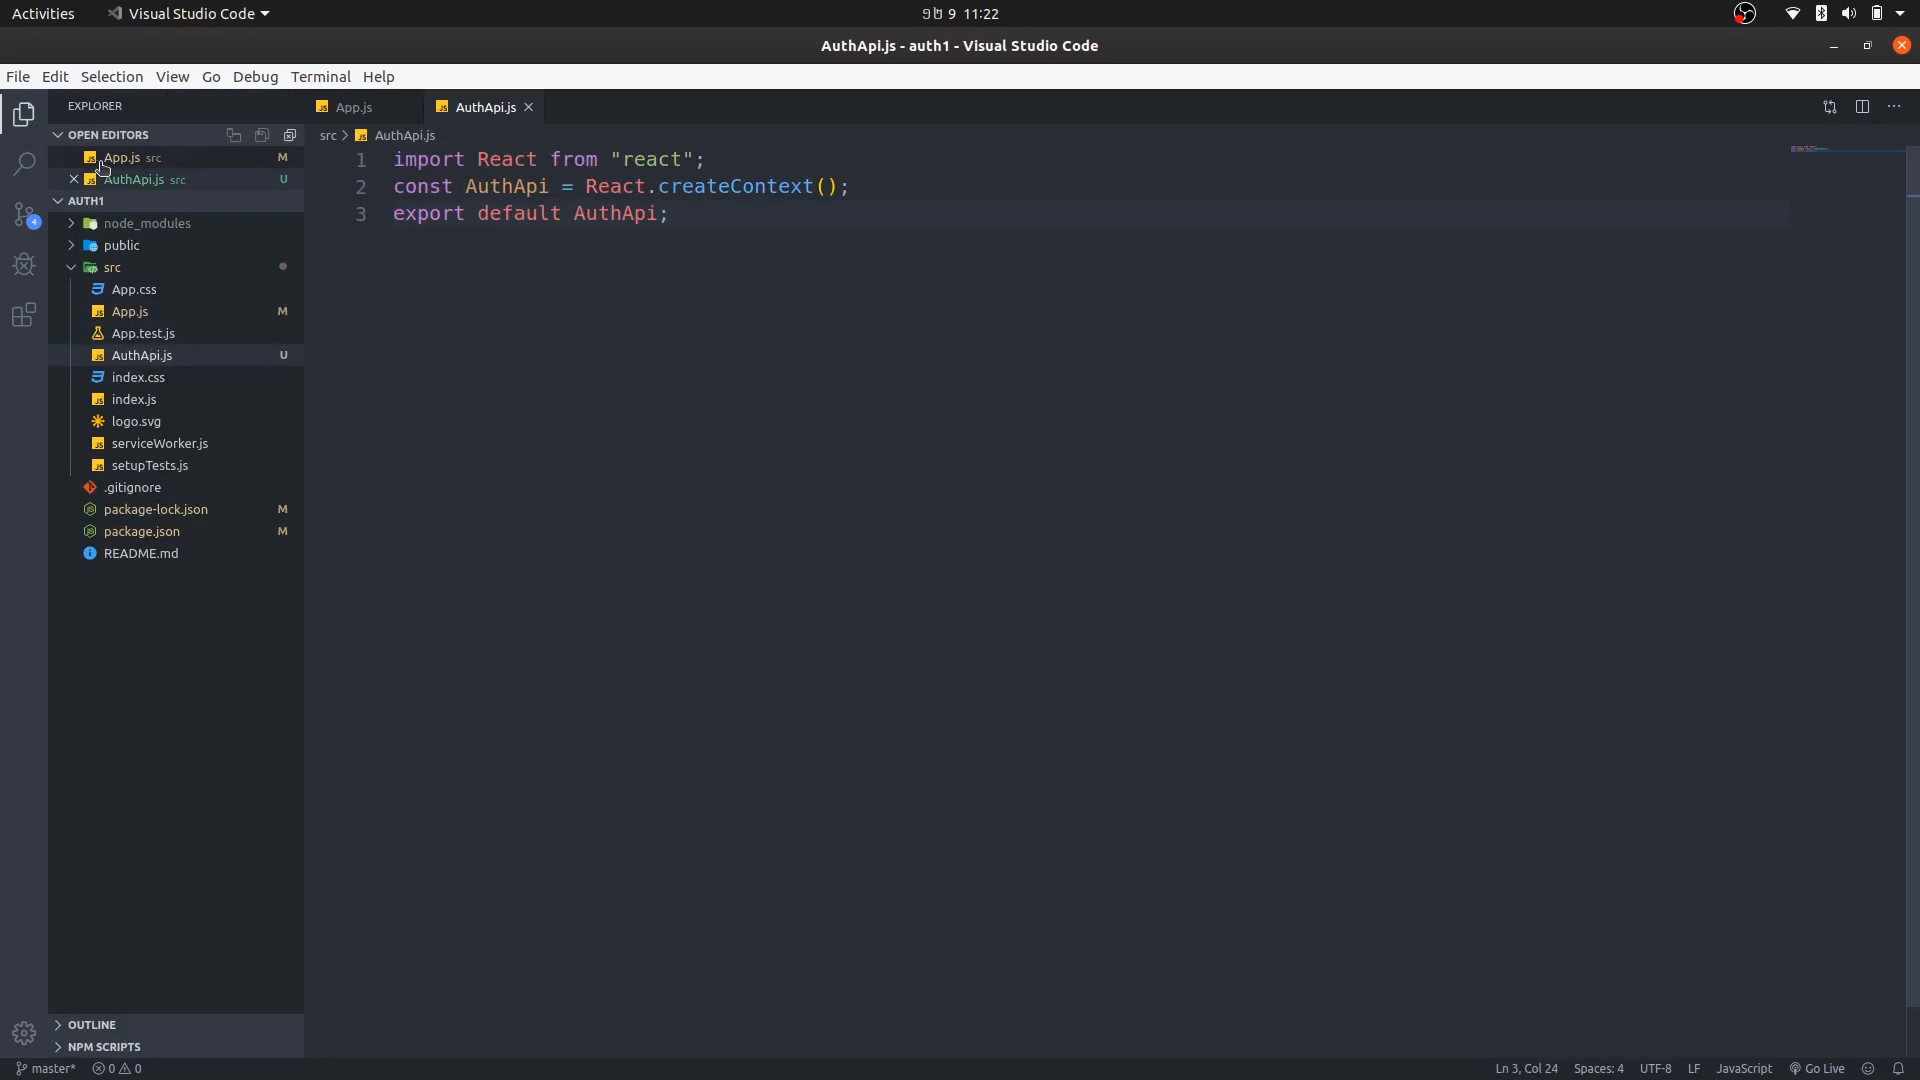 Activities
Visual Studio Code
ງນ 9 11:22
AuthApi.js - auth1 - Visual Studio Code
File Edit Selection View Go Debug Terminal Help
EXPLORER
OPEN EDITORS
App.js src M
AuthApi.js src U
AUTH1
node_modules
public
src
App.css
App.js M
App.test.js
AuthApi.js U
index.css
index.js
logo.svg
serviceWorker.js
setupTests.js
.gitignore
package-lock.json M
package.json M
README.md
OUTLINE
NPM SCRIPTS
4
App.js
AuthApi.js
src > AuthApi.js
1 import React from "react";
2 const AuthApi = React.createContext();
3 export default AuthApi;
master* 0 0
Ln 3, Col 24 Spaces: 4 UTF-8 LF JavaScript Go Live